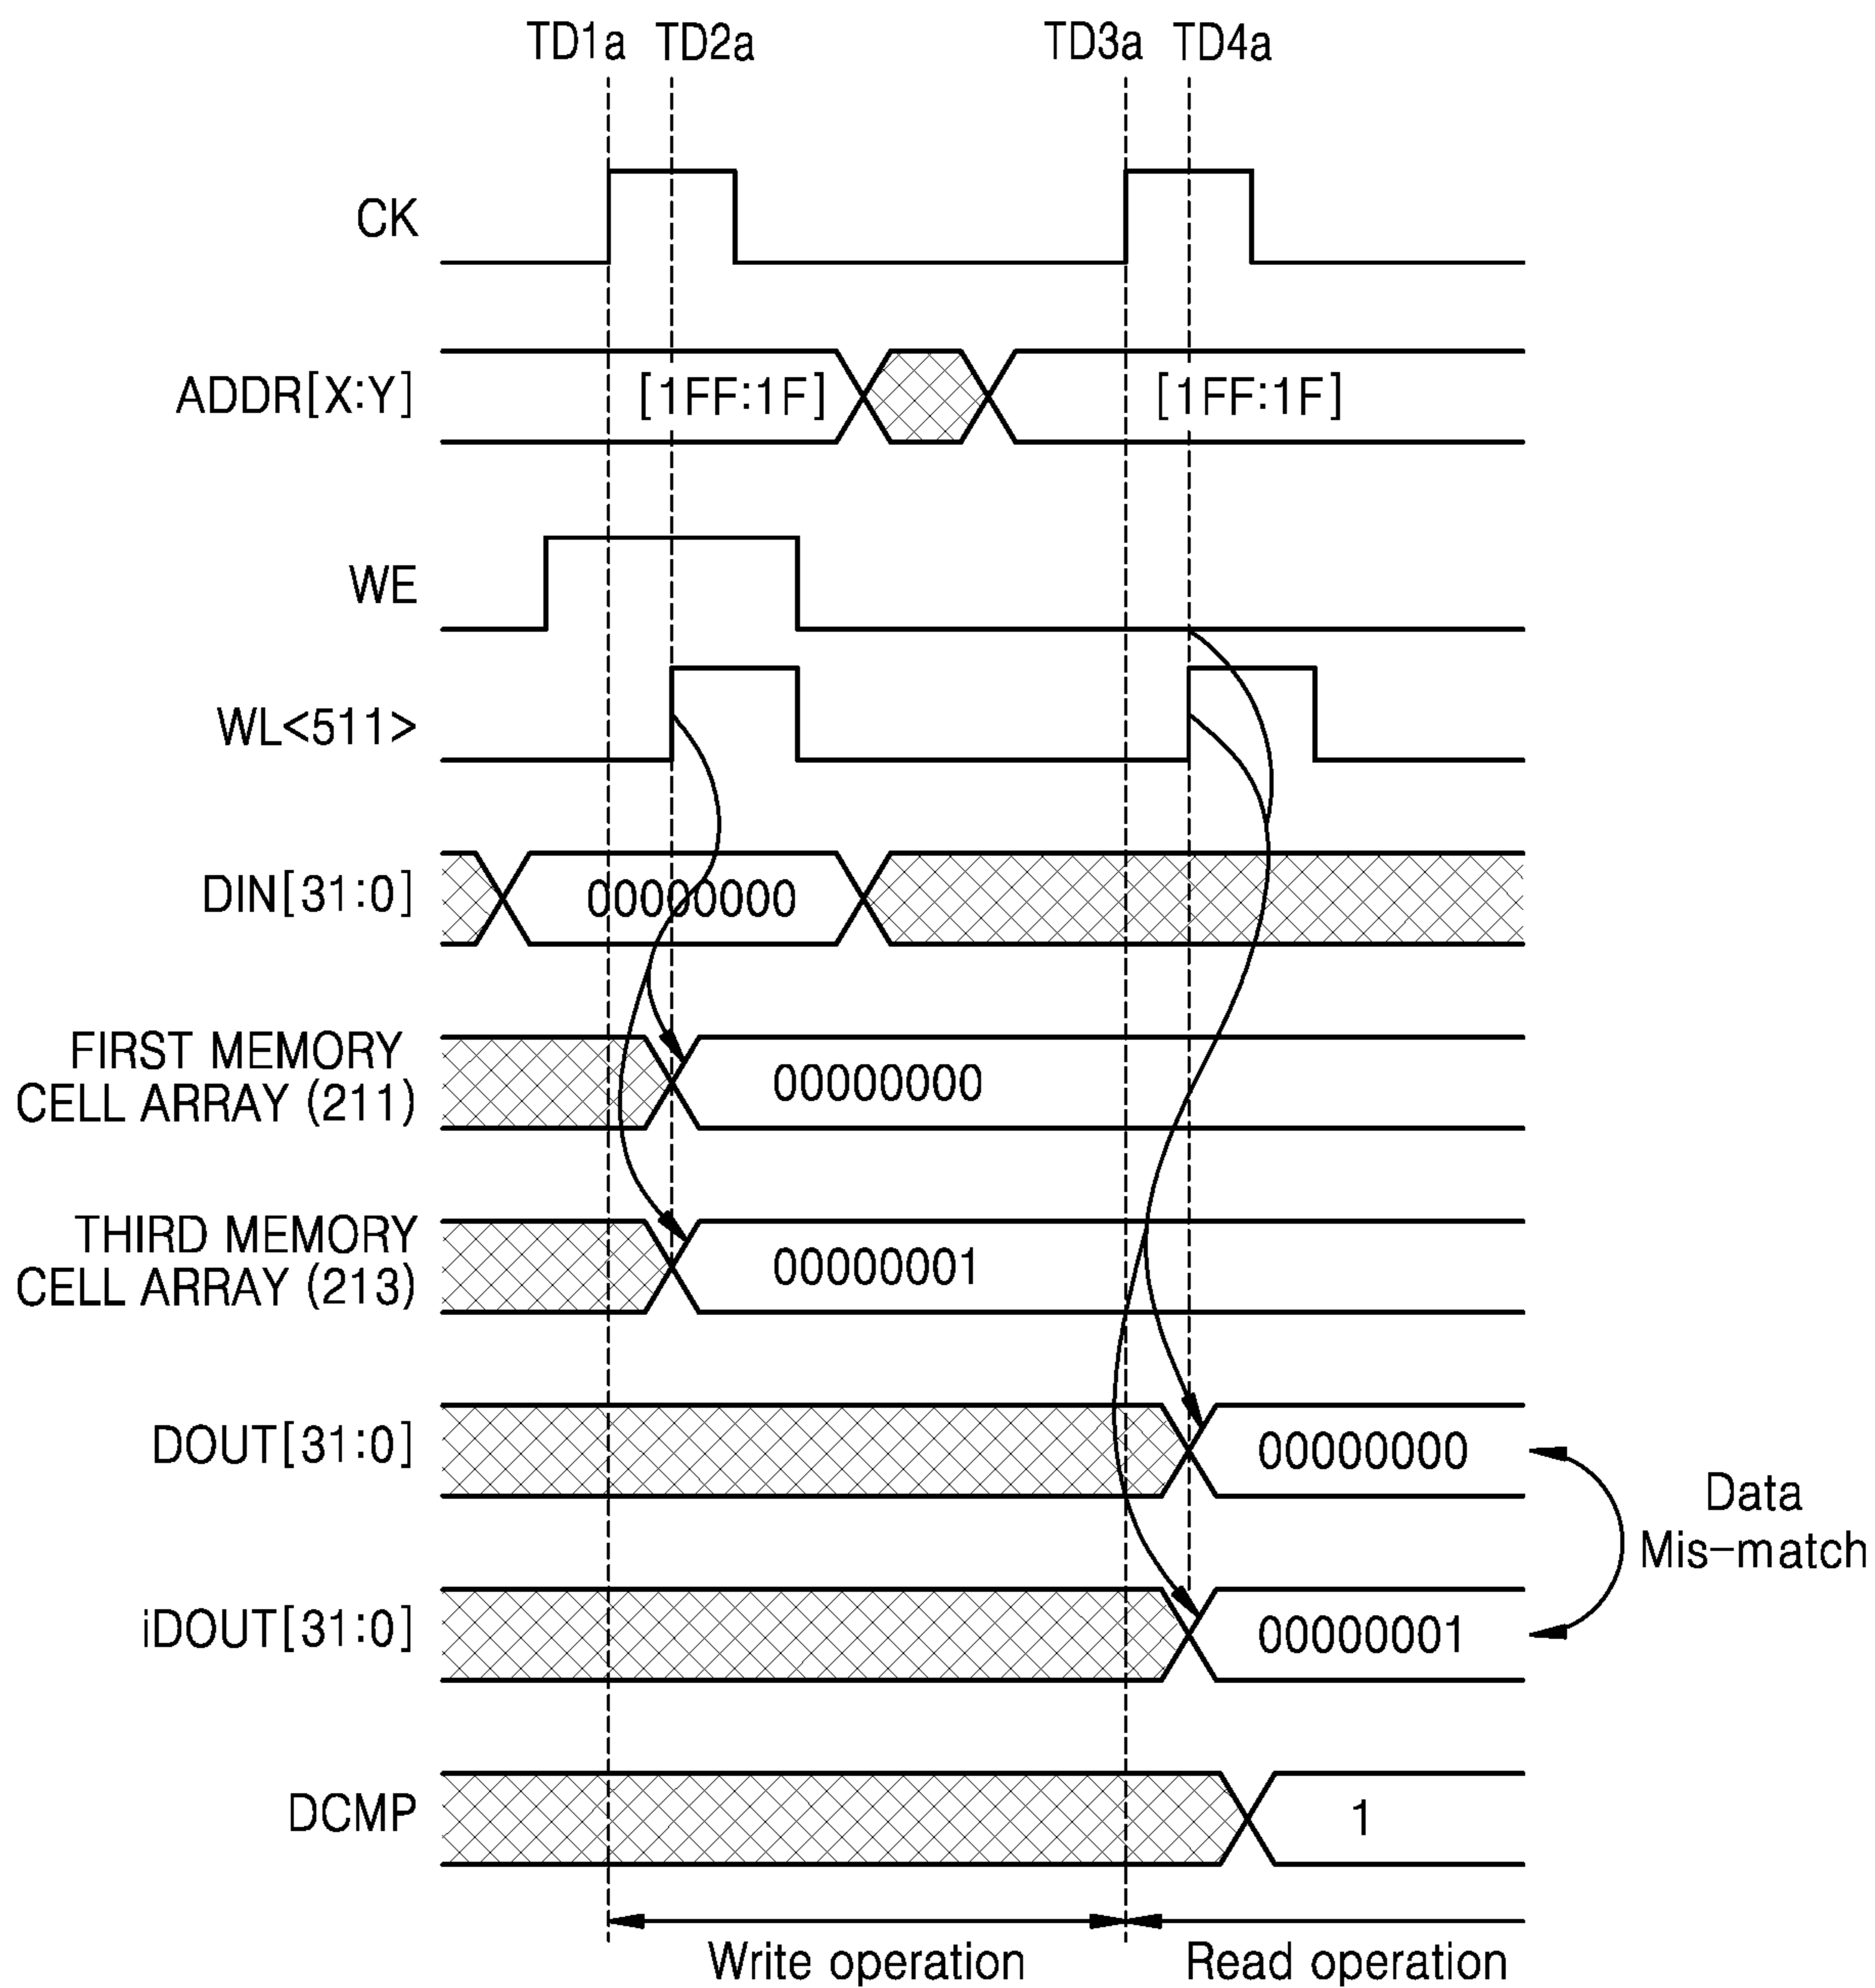 TD1a TD2a TD3a TD4a
CK
ADDR[X:Y] [1FF:1F] [1FF:1F]
WE
WL<511>
DIN[31:0] 00000000
FIRST MEMORY
CELL ARRAY (211) 00000000
THIRD MEMORY
CELL ARRAY (213) 00000001
DOUT[31:0] 00000000
Data
Mis-match
iDOUT[31:0] 00000001
DCMP 1
Write operation Read operation